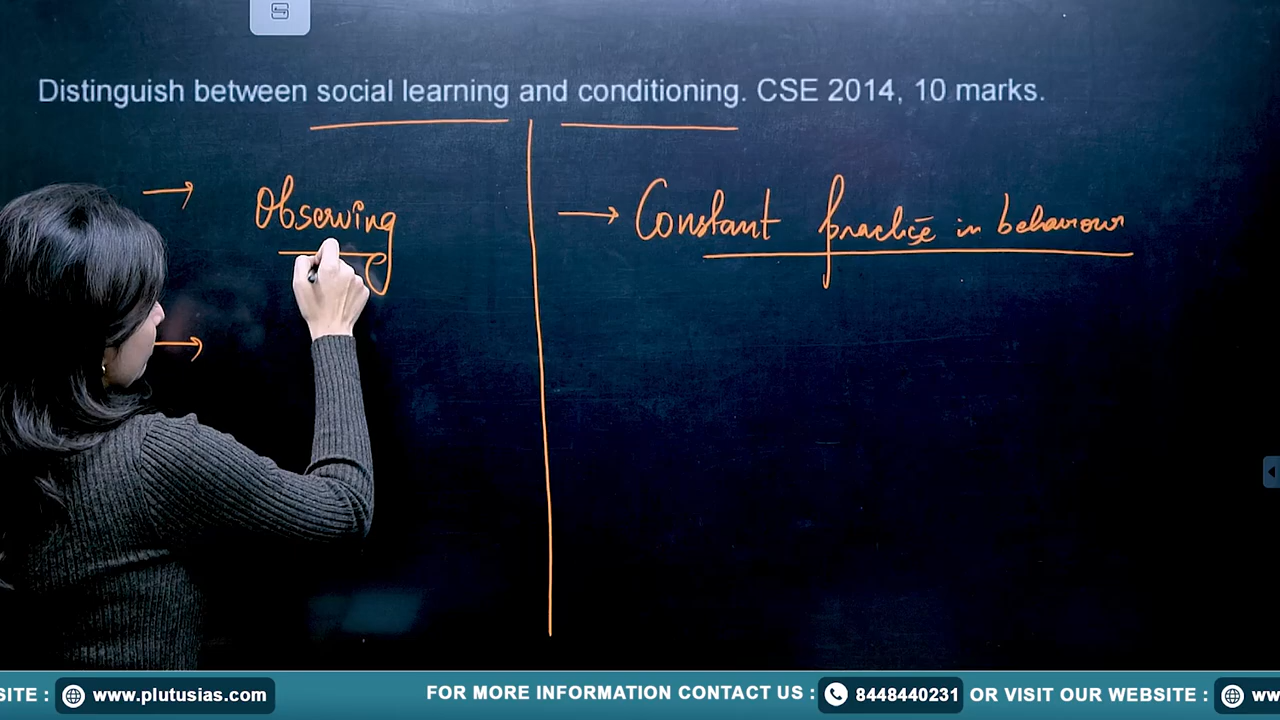 Distinguish between social learning and conditioning. CSE 2014, 10 marks.
→ Observing
→ Constant practice in behaviour
→
SITE : www.plutusias.com FOR MORE INFORMATION CONTACT US : 8448440231 OR VISIT OUR WEBSITE : ww